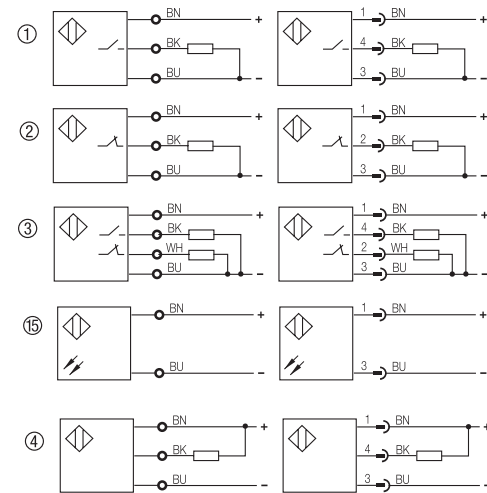 ① BN + 1 BN +
BK 4 BK
BU - 3 BU -
② BN + 1 BN +
BK 2 BK
BU - 3 BU -
③ BN + 1 BN +
BK 4 BK
WH 2 WH
BU - 3 BU -
⑮ BN + 1 BN +
BU - 3 BU -
④ BN + 1 BN +
BK 4 BK
BU - 3 BU -